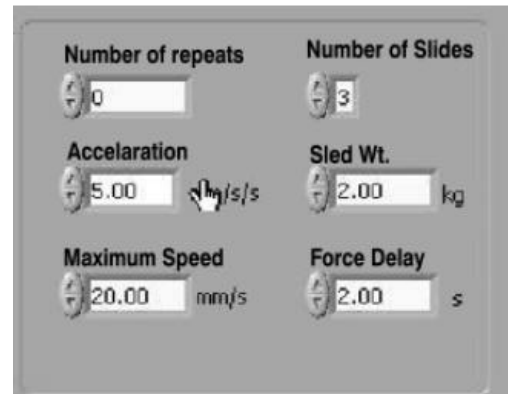 Number of repeats
Number of Slides
0
3
Accelaration
Sled Wt.
5.00
2.00 kg
Maximum Speed
Force Delay
20.00 mm/s
2.00 s